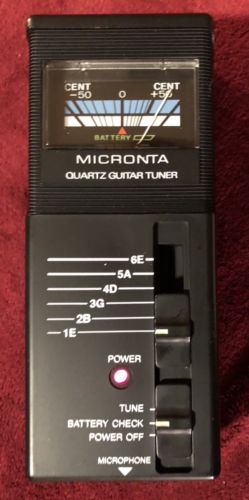 CENT CENT
-50 0 +50
BATTERY
MICRONTA
QUARTZ GUITAR TUNER
6E
5A
4D
3G
2B
1E
POWER
TUNE
BATTERY CHECK
POWER OFF
MICROPHONE